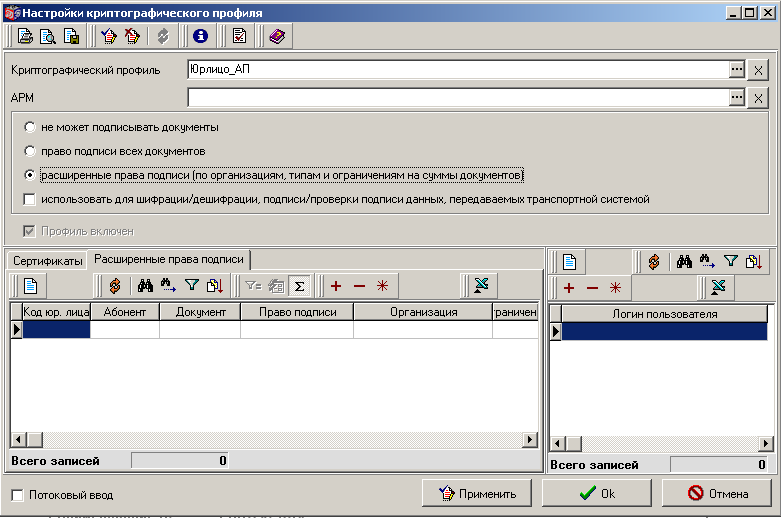 Настройки криптографического профиля
Криптографический профиль Юрлицо_АП ... X
АРМ ... X
не может подписывать документы
право подписи всех документов
расширенные права подписи (по организациям, типам и ограничениям на суммы документов)
использовать для шифрации/дешифрации, подписи/проверки подписи данных, передаваемых транспортной системой
Профиль включен
Сертификаты Расширенные права подписи
Код юр. лица Абонент Документ Право подписи Организация граничен
Логин пользователя
Всего записей 0
Всего записей 0
Потоковый ввод Применить Ok Отмена